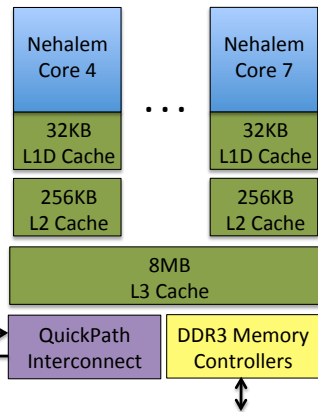 Nehalem
Core 4
Nehalem
Core 7
...
32KB
L1D Cache
32KB
L1D Cache
256KB
L2 Cache
256KB
L2 Cache
8MB
L3 Cache
QuickPath
Interconnect
DDR3 Memory
Controllers